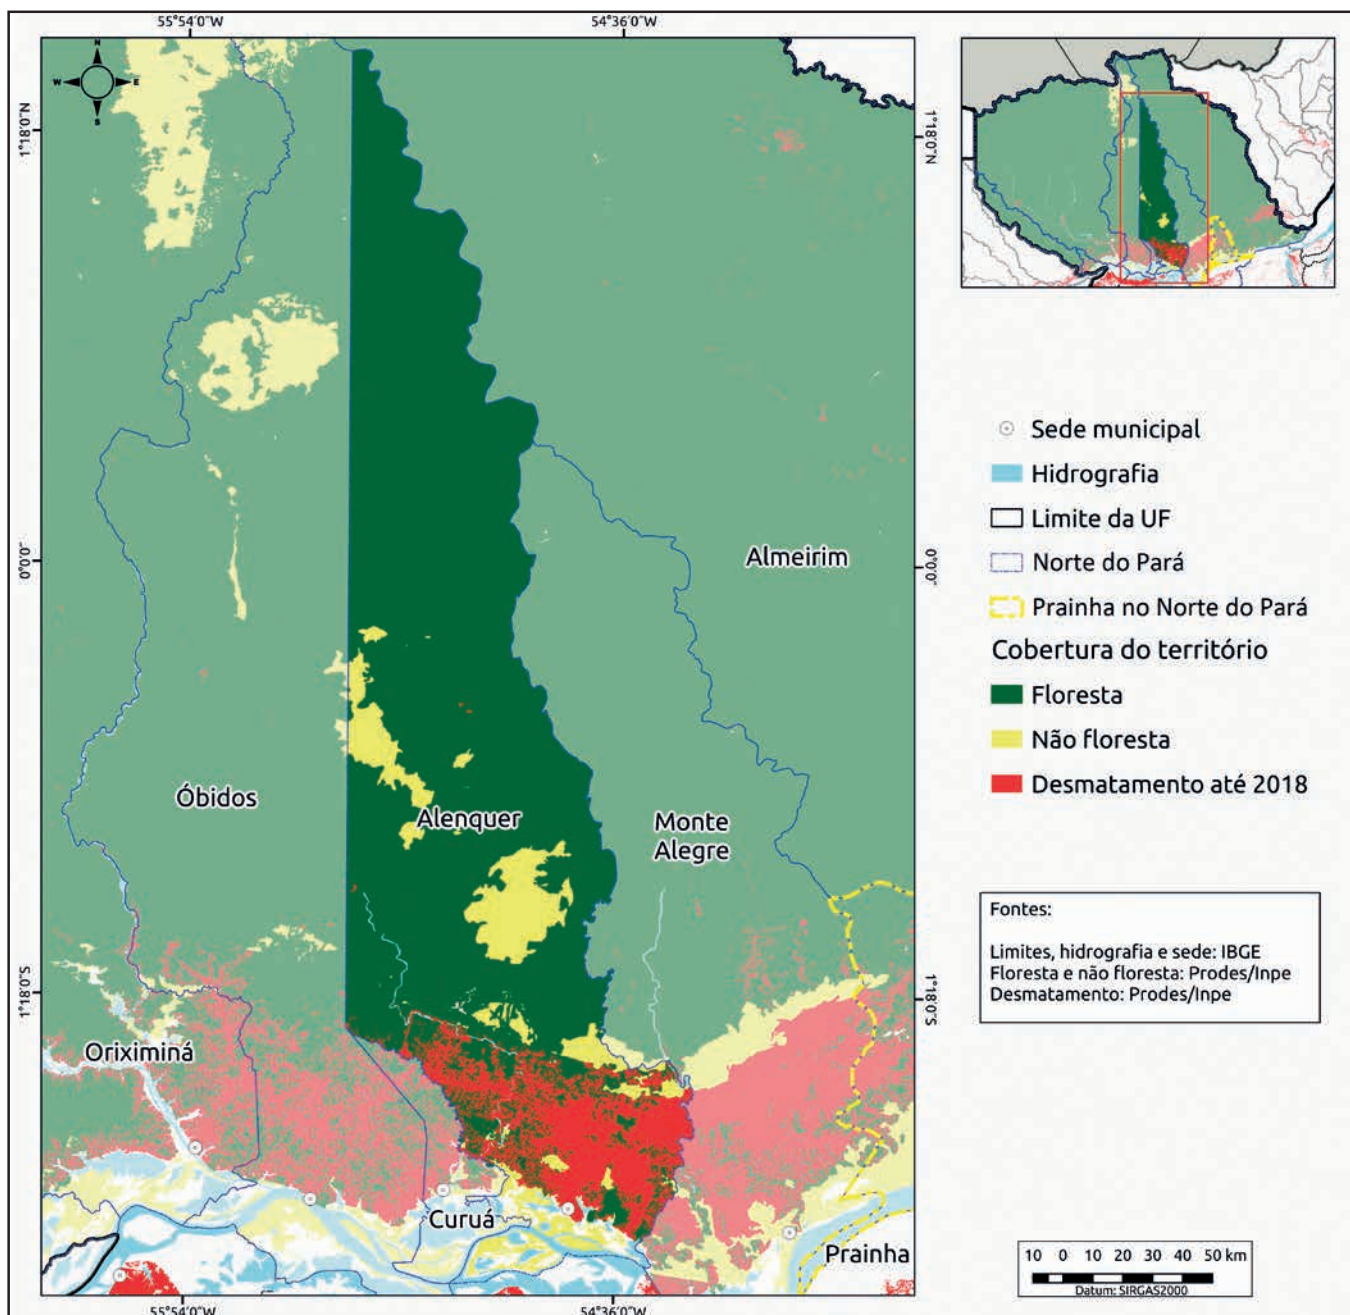 55°54´0"W
54°36´0"W
N
W
E
S
1°18´0"N
1°18´0"N
Almeirim
0°0´0"
0°0´0"
Óbidos
Alenquer
Monte
Alegre
1°18´0"S
1°18´0"S
Oriximiná
Curuá
Prainha
55°54´0"W
54°36´0"W
Sede municipal
Hidrografia
Limite da UF
Norte do Pará
Prainha no Norte do Pará
Cobertura do território
Floresta
Não floresta
Desmatamento até 2018
Fontes:
Limites, hidrografia e sede: IBGE
Floresta e não floresta: Prodes/Inpe
Desmatamento: Prodes/Inpe
10 0 10 20 30 40 50 km
Datum: SIRGAS2000